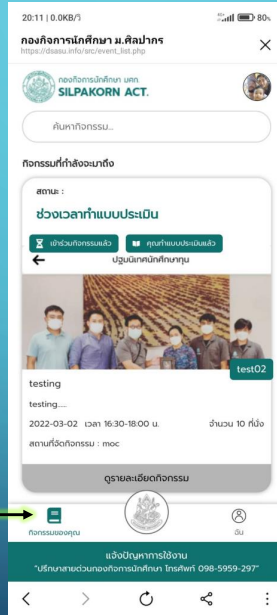 20:11 | 0.0KB/วิ
80%
กองกิจการนักศึกษา ม.ศิลปากร
https://dsasu.info/src/event_list.php
กองกิจการนักศึกษา มศก.
SILPAKORN ACT.
ค้นหากิจกรรม...
กิจกรรมที่กำลังจะมาถึง
สถานะ :
ช่วงเวลาทำแบบประเมิน
เข้าร่วมกิจกรรมแล้ว
คุณทำแบบประเมินแล้ว
ปฐมนิเทศนักศึกษาทุน
test02
testing
testing....
2022-03-02 เวลา 16:30-18:00 น. จำนวน 10 ที่นั่ง
สถานที่จัดกิจกรรม : moc
ดูรายละเอียดกิจกรรม
กิจกรรมของคุณ
ฉัน
แจ้งปัญหาการใช้งาน
"ปรึกษาสายด่วนกองกิจการนักศึกษา โทรศัพท์ 098-5959-297"